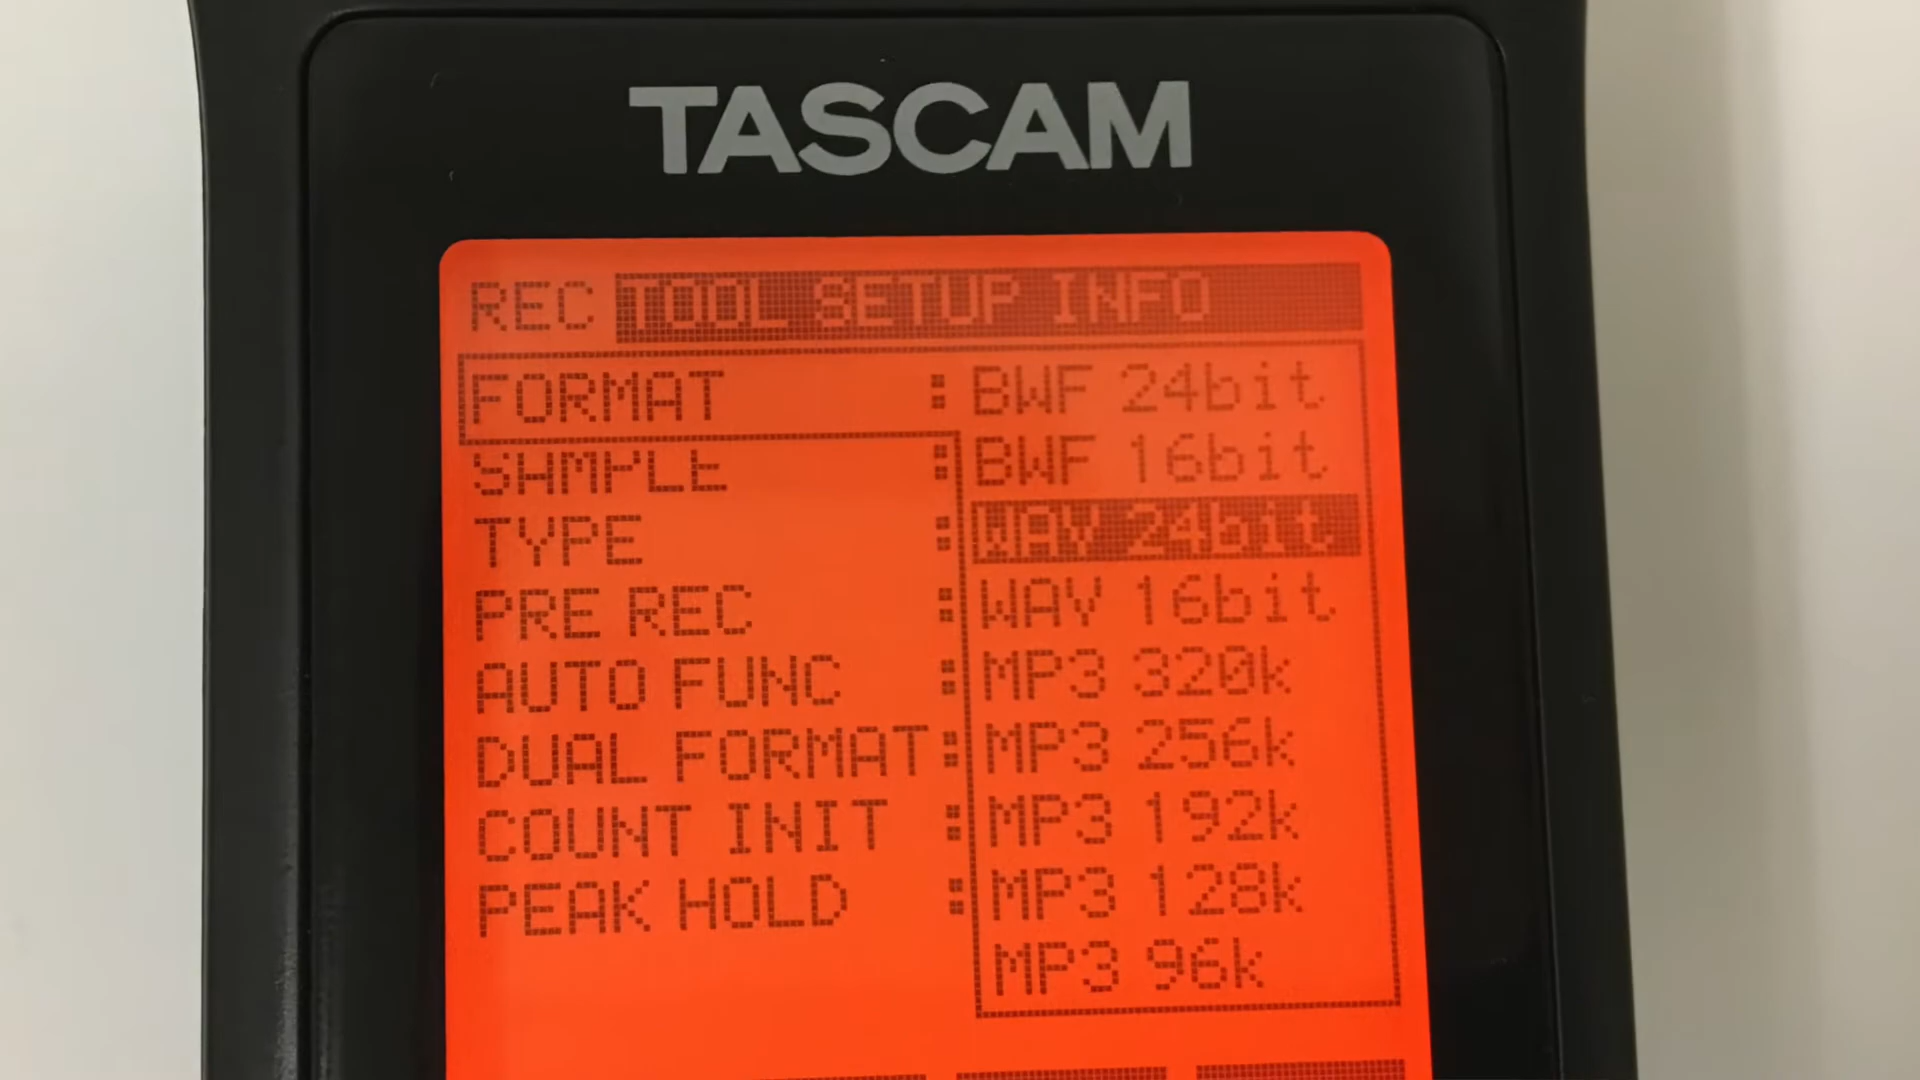 TASCAM
REC TOOL SETUP INFO
FORMAT : BWF 24bit
SAMPLE : BWF 16bit
TYPE : WAV 24bit
PRE REC : WAV 16bit
AUTO FUNC : MP3 320k
DUAL FORMAT : MP3 256k
COUNT INIT : MP3 192k
PEAK HOLD : MP3 128k
MP3 96k